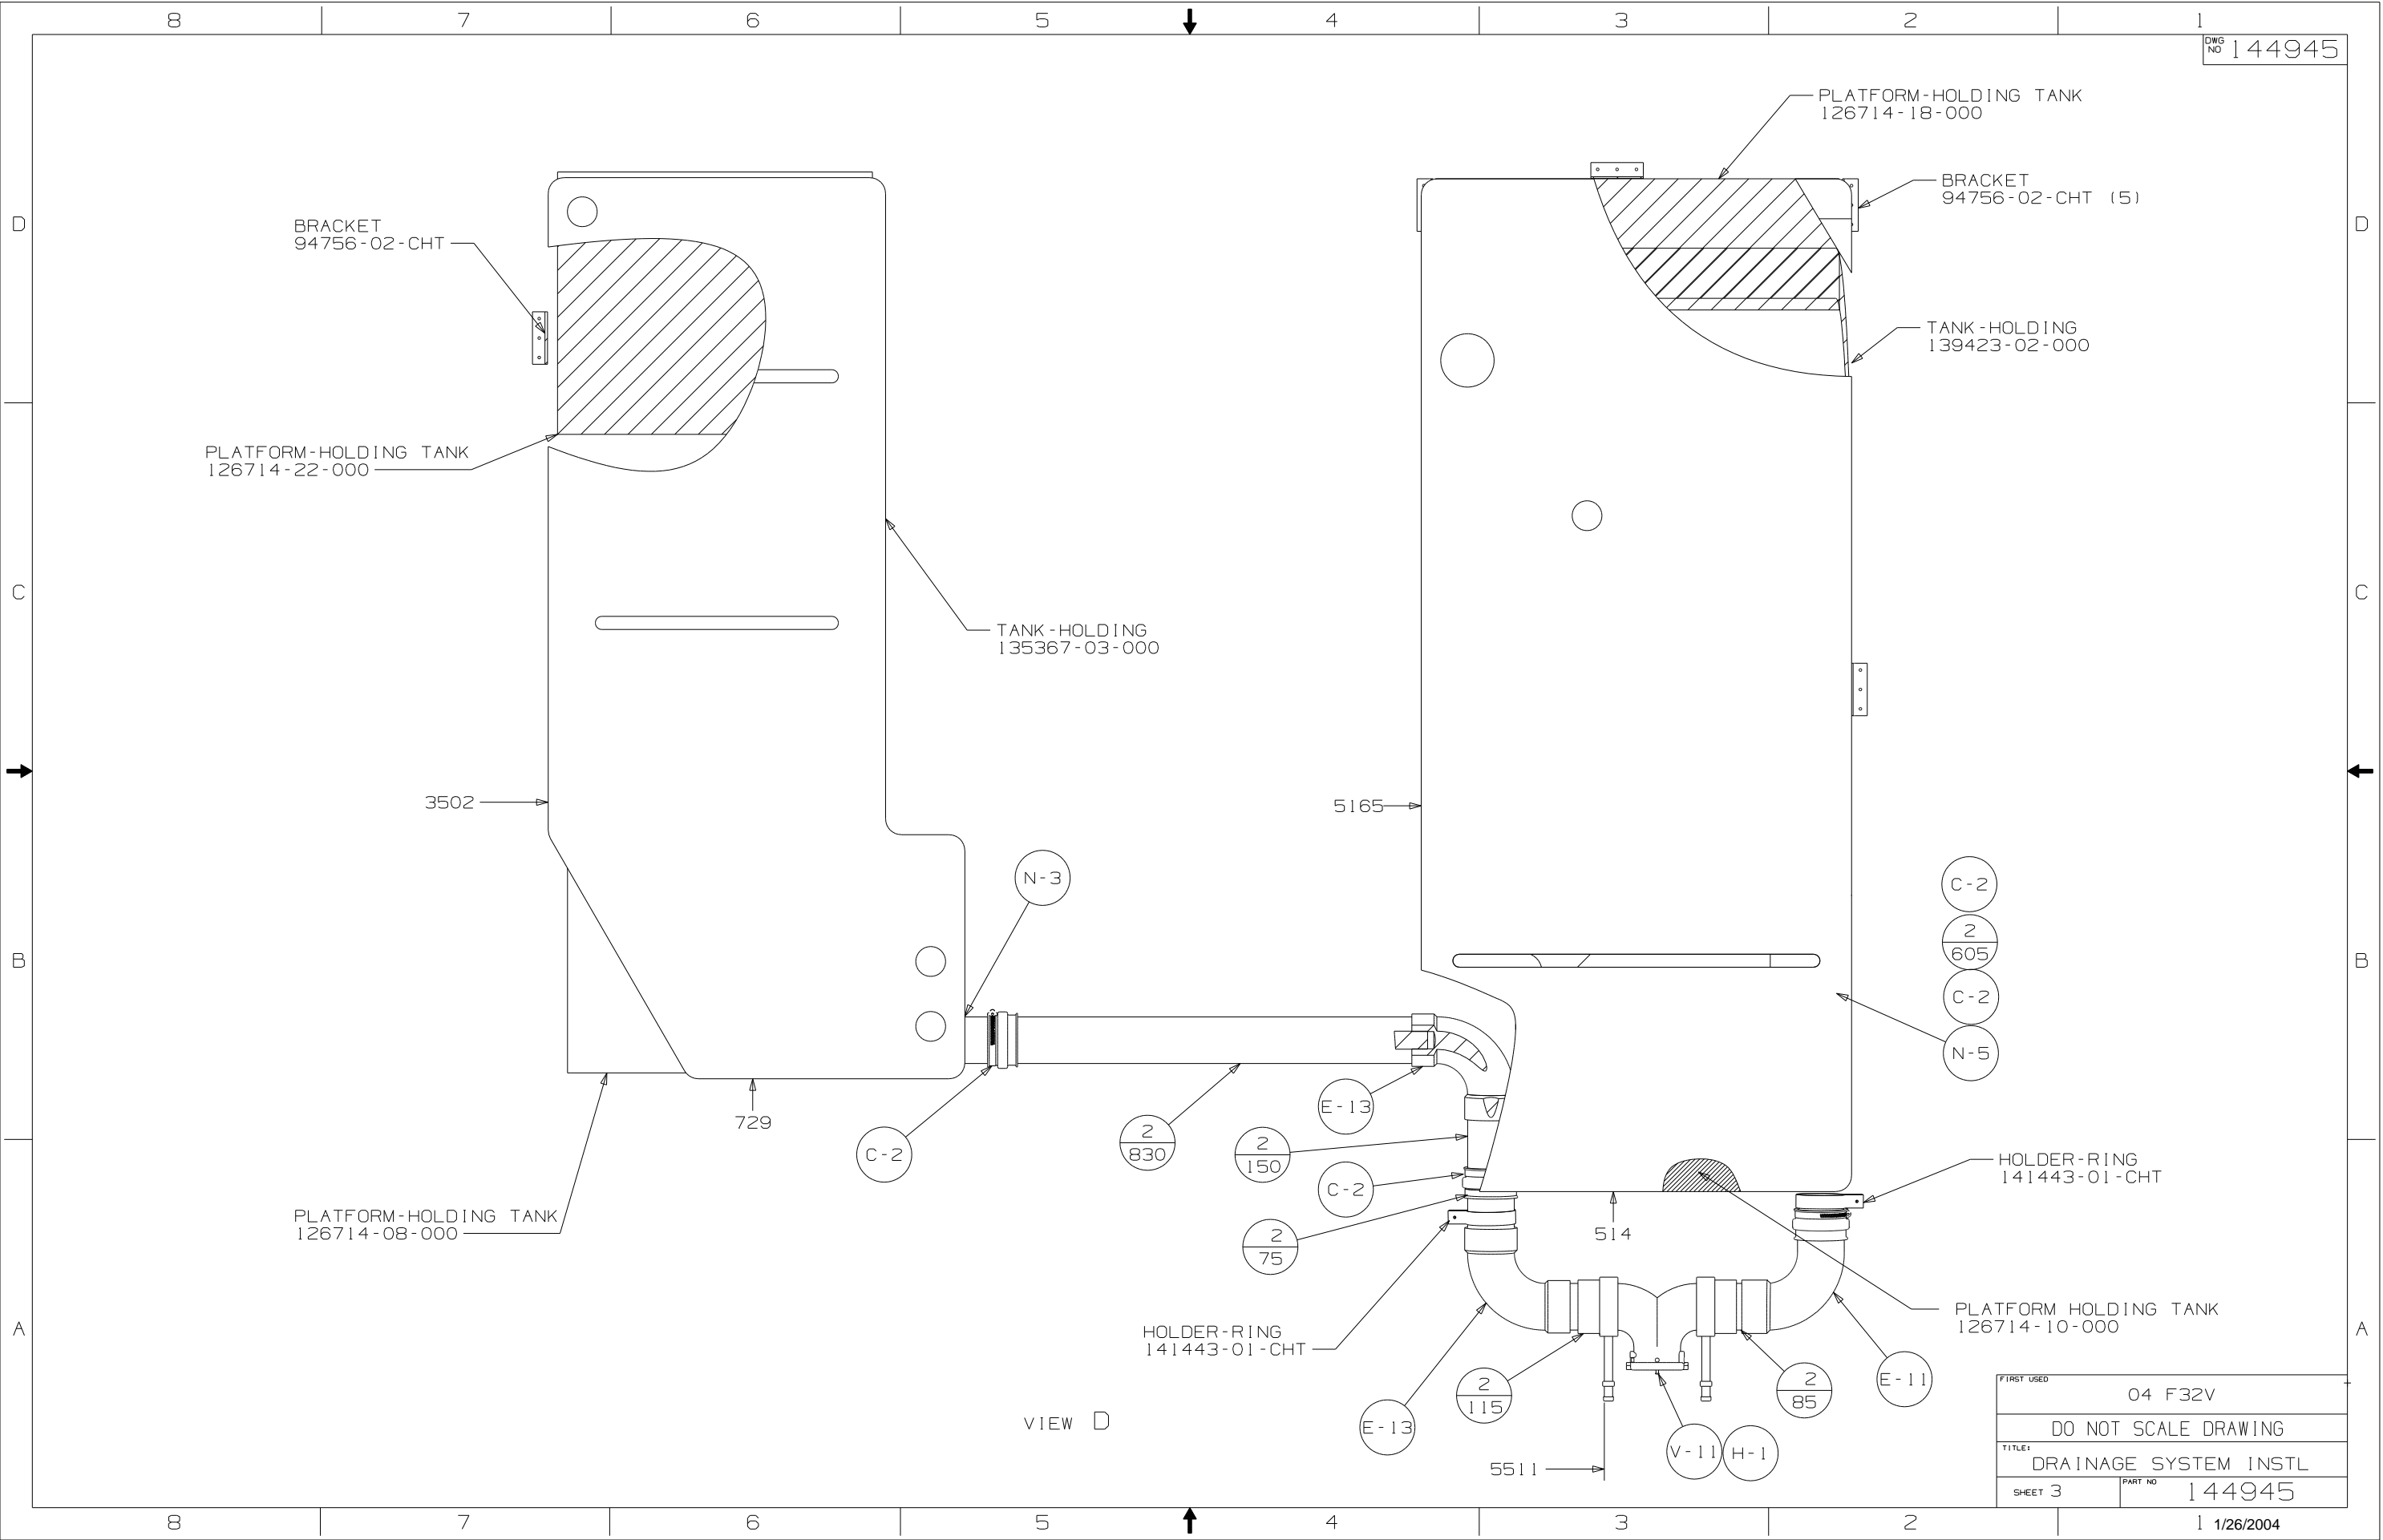 8 7 6 5 4 3 2 1
DWG NO 144945
PLATFORM-HOLDING TANK
126714-18-000
BRACKET
94756-02-CHT (5)
D
BRACKET
94756-02-CHT
D
TANK-HOLDING
139423-02-000
PLATFORM-HOLDING TANK
126714-22-000
C
C
TANK-HOLDING
135367-03-000
3502
5165
N-3
C-2
2
605
C-2
N-5
B
B
E-13
729
C-2
2
830
2
150
C-2
HOLDER-RING
141443-01-CHT
PLATFORM-HOLDING TANK
126714-08-000
2
75
514
PLATFORM HOLDING TANK
126714-10-000
A
A
HOLDER-RING
141443-01-CHT
2
115
2
85
E-11
E-13
VIEW D
V-11
H-1
5511
FIRST USED
04 F32V
DO NOT SCALE DRAWING
TITLE:
DRAINAGE SYSTEM INSTL
SHEET 3
PART NO 144945
8 7 6 5 4 3 2 1
1/26/2004